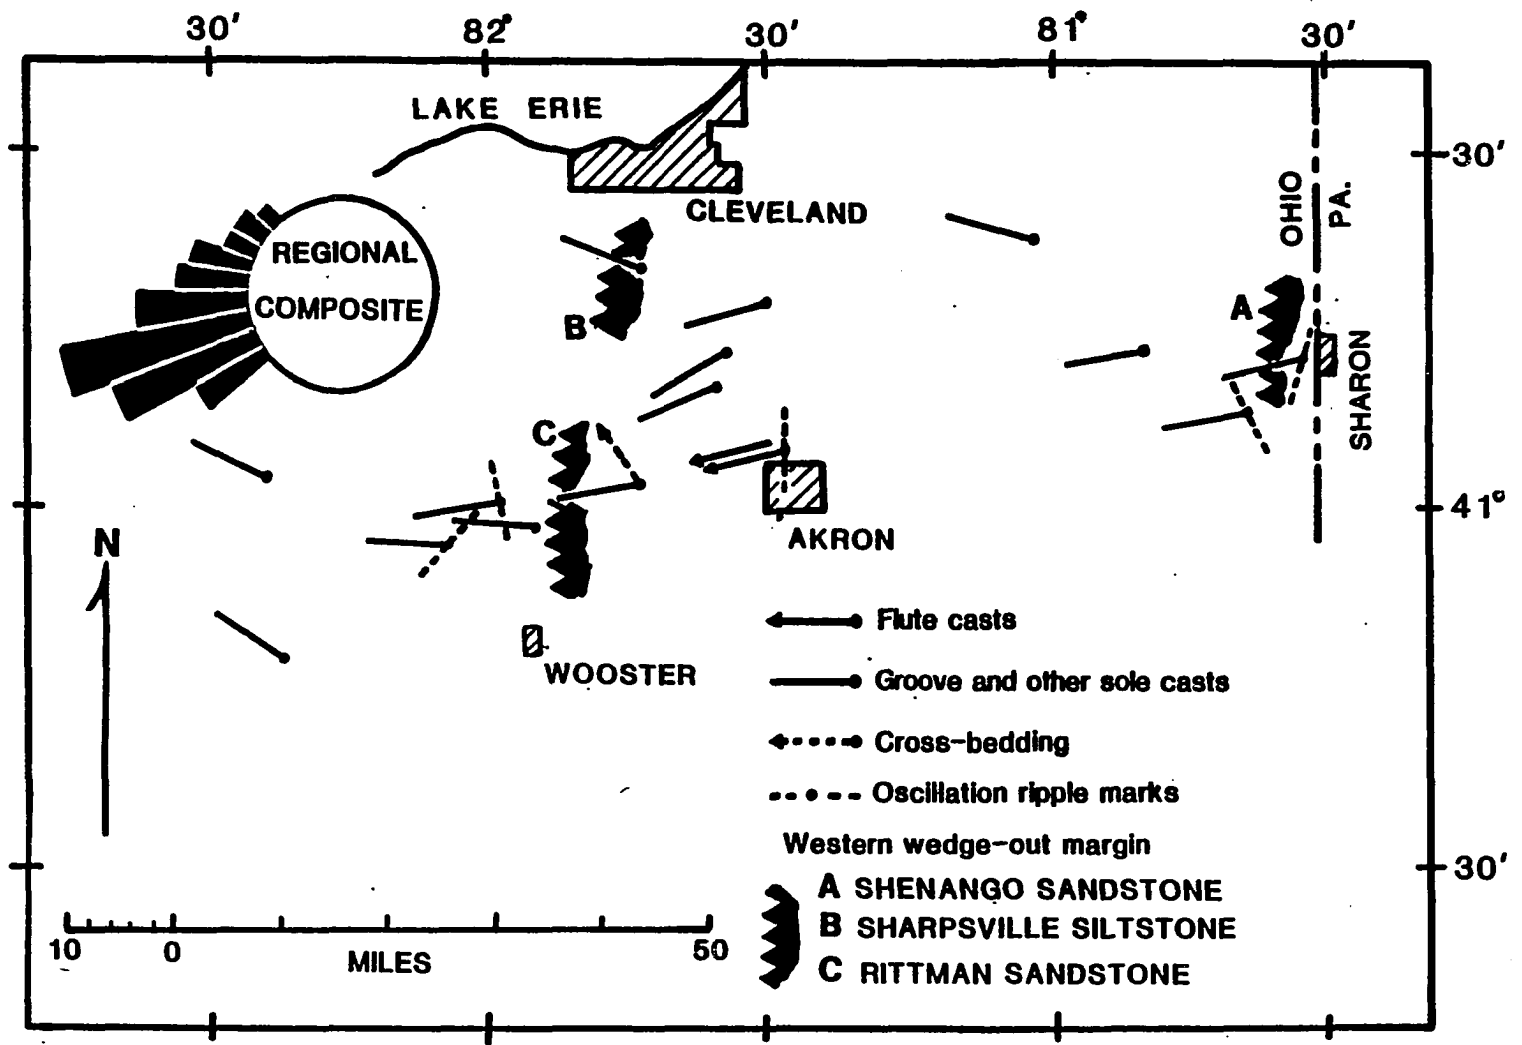 30' 82° 30' 81° 30'
LAKE ERIE
30'
OHIO
PA.
CLEVELAND
REGIONAL
COMPOSITE
A
B
SHARON
C
41°
N
AKRON
Flute casts
WOOSTER
Groove and other sole casts
Cross-bedding
Oscillation ripple marks
Western wedge-out margin
30'
A SHENANGO SANDSTONE
B SHARPSVILLE SILTSTONE
C RITTMAN SANDSTONE
10 0 50
MILES